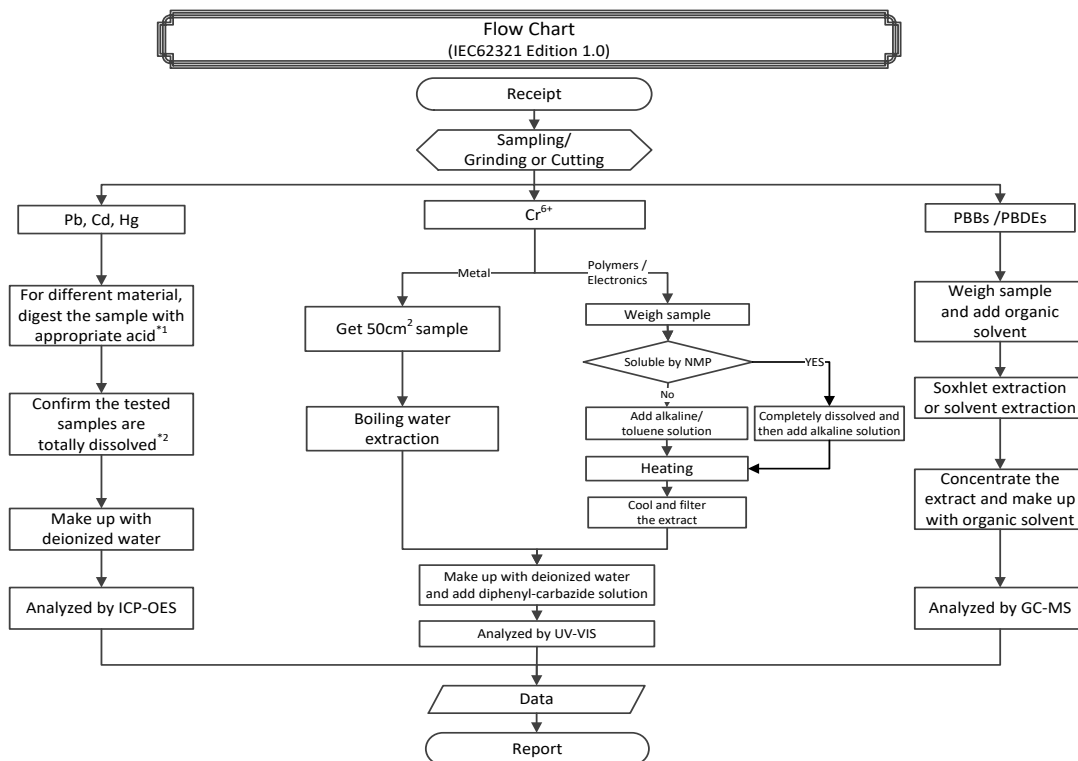 Flow Chart
(IEC62321 Edition 1.0)
Receipt
Sampling/
Grinding or Cutting
Pb, Cd, Hg
For different material,
digest the sample with
appropriate acid*1
Confirm the tested
samples are
totally dissolved*2
Make up with
deionized water
Analyzed by ICP-OES
Cr6+
Metal
Get 50cm2 sample
Boiling water
extraction
Polymers /
Electronics
Weigh sample
Soluble by NMP
YES
No
Add alkaline/
toluene solution
Completely dissolved and
then add alkaline solution
Heating
Cool and filter
the extract
Make up with deionized water
and add diphenyl-carbazide solution
Analyzed by UV-VIS
PBBs /PBDEs
Weigh sample
and add organic
solvent
Soxhlet extraction
or solvent extraction
Concentrate the
extract and make up
with organic solvent
Analyzed by GC-MS
Data
Report